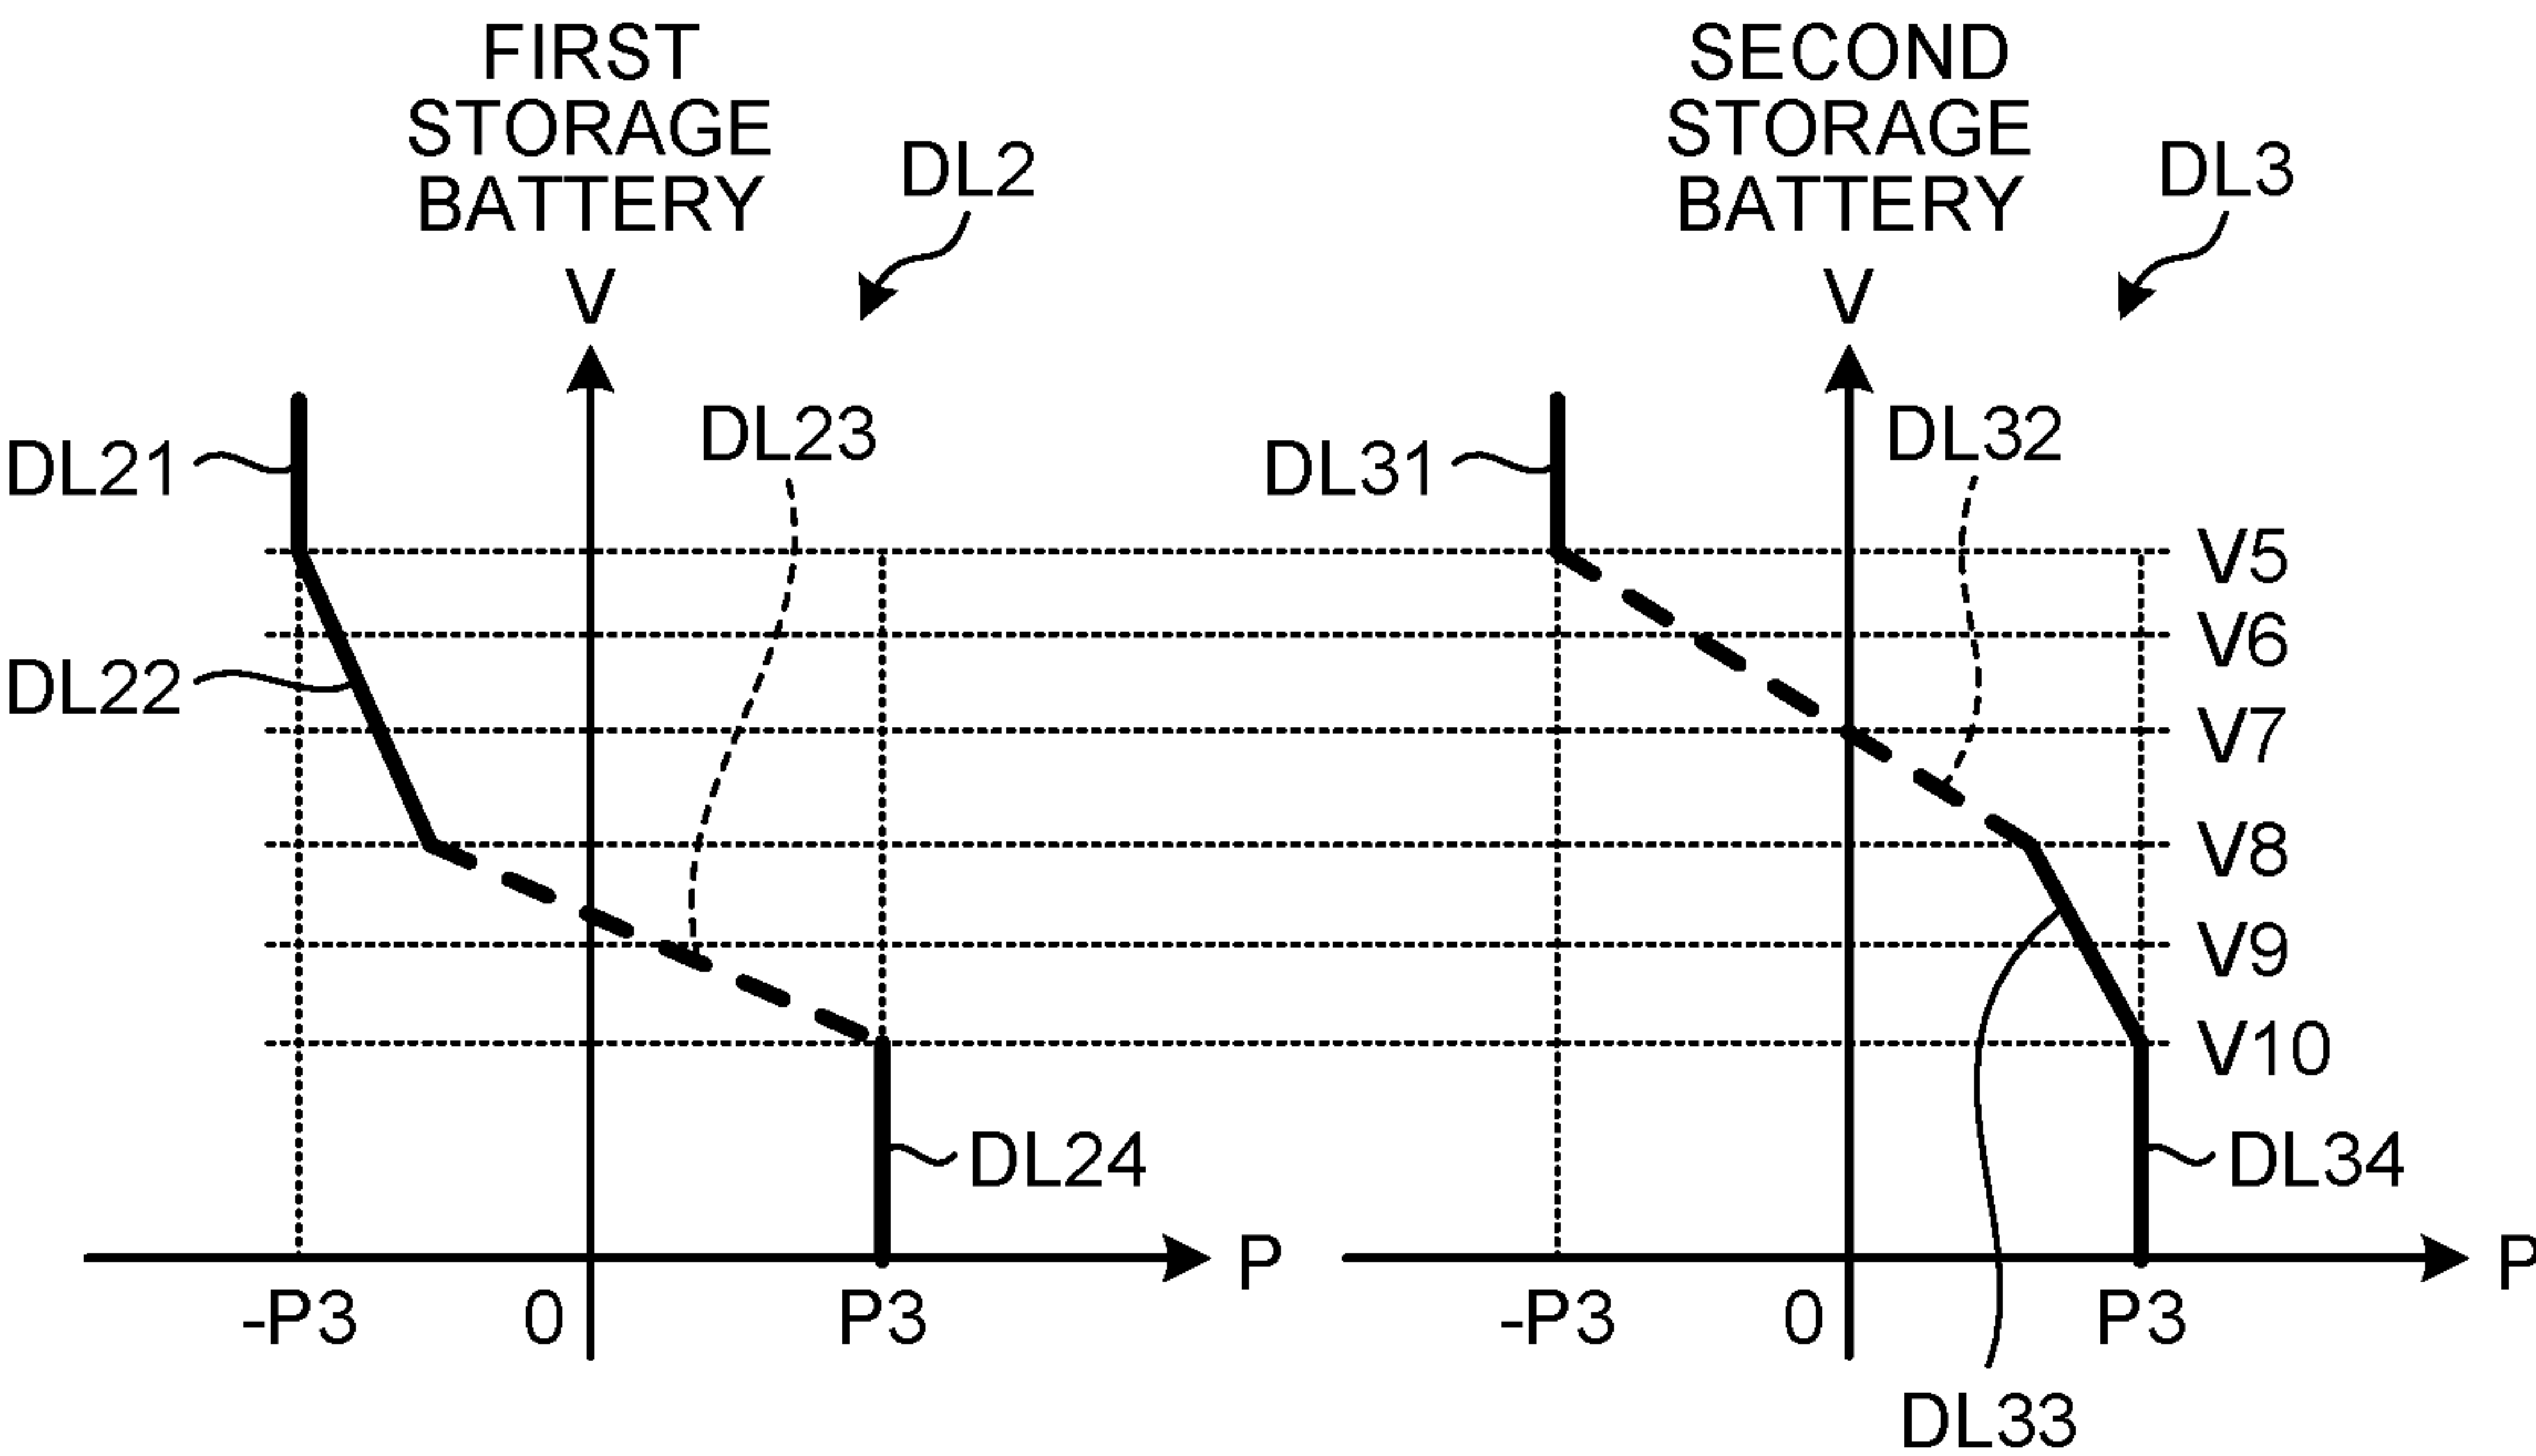 FIRST
STORAGE
BATTERY
V
DL2
DL21
DL22
DL23
DL24
P
-P3
0
P3
SECOND
STORAGE
BATTERY
V
DL3
DL31
DL32
V5
V6
V7
V8
V9
V10
DL34
P
-P3
0
P3
DL33